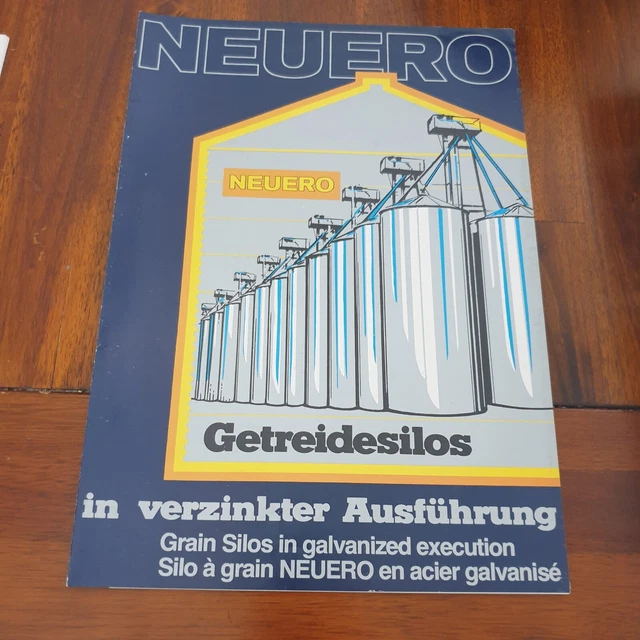 NEUERO
NEUERO
Getreidesilos
in verzinkter Ausführung
Grain Silos in galvanized execution
Silo à grain NEUERO en acier galvanisé